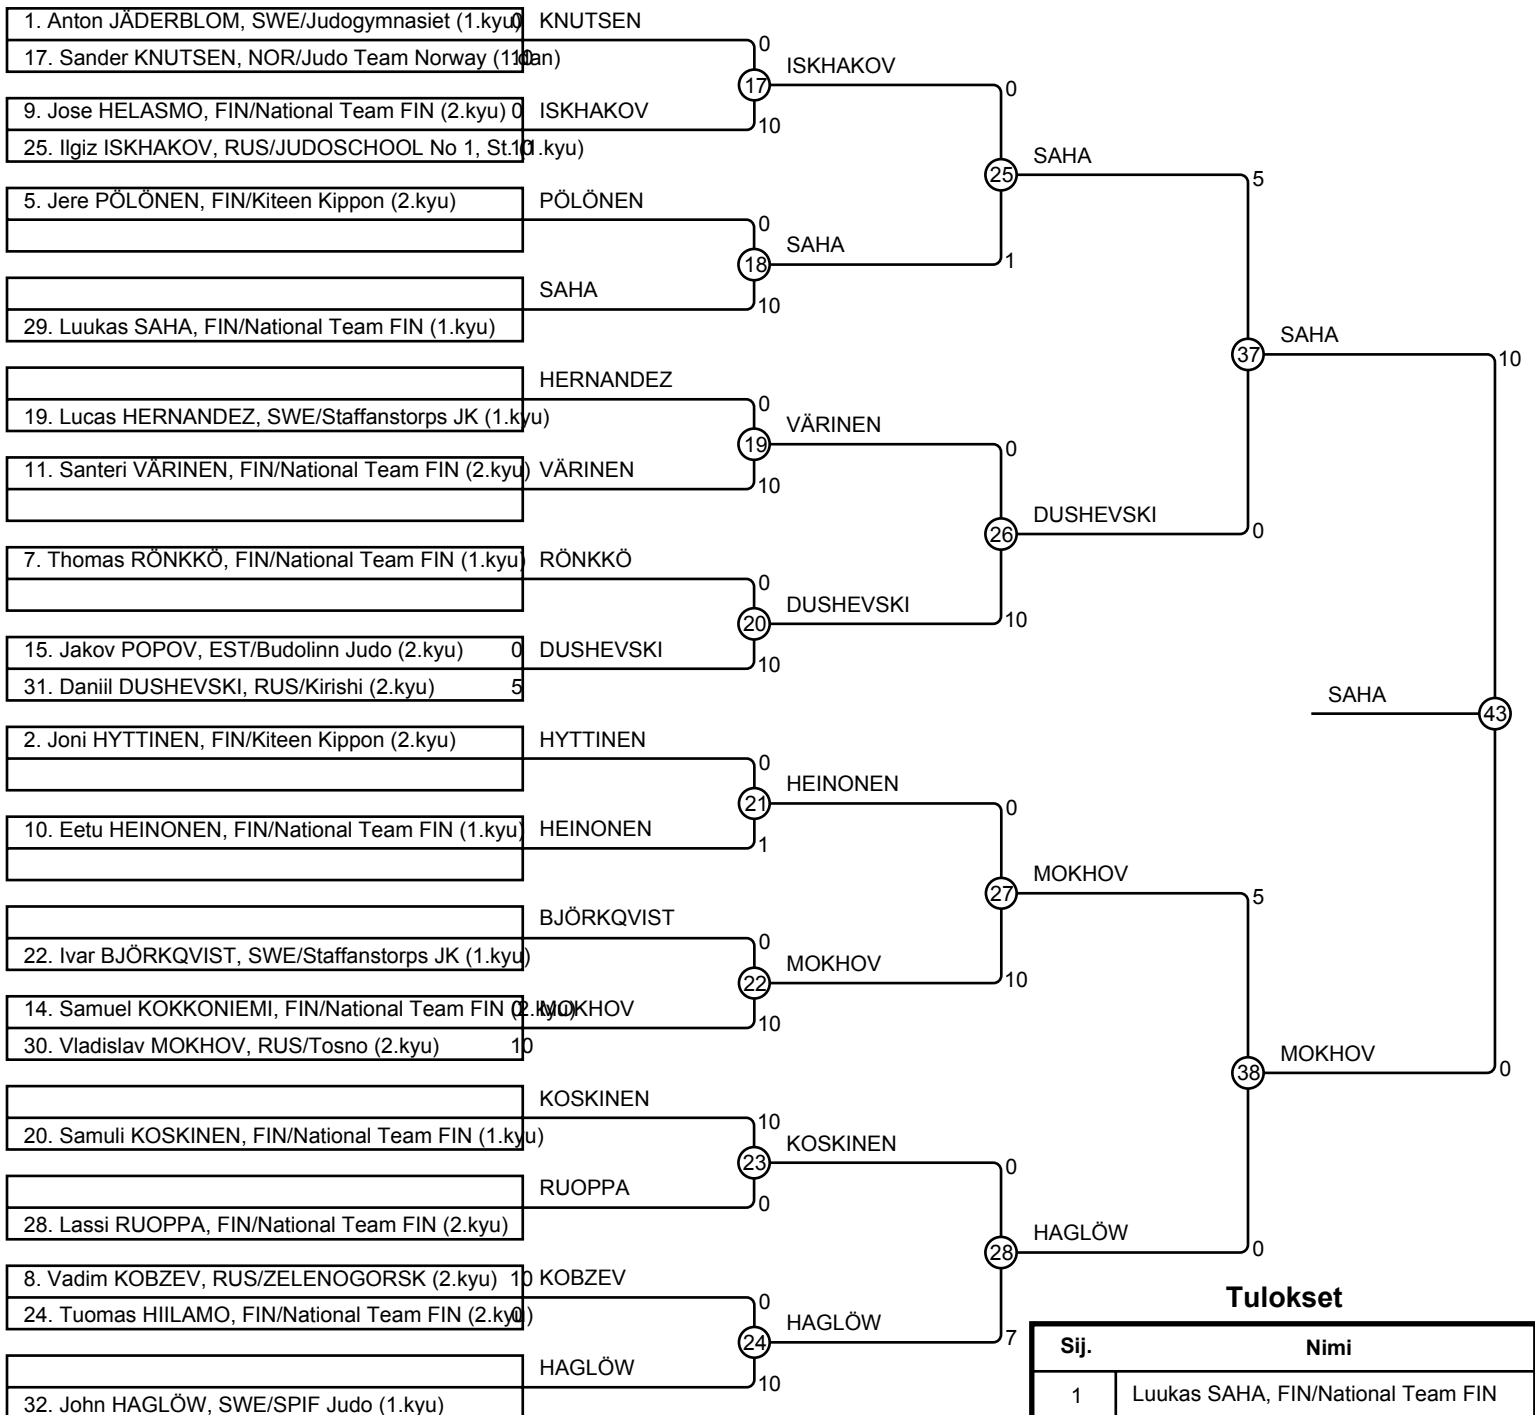 1. Anton JÄDERBLOM, SWE/Judogymnasiet (1.kyu) 0 KNUTSEN
17. Sander KNUTSEN, NOR/Judo Team Norway (1.dan) 10
9. Jose HELASMO, FIN/National Team FIN (2.kyu) 0 ISKHAKOV
25. Ilgiz ISKHAKOV, RUS/JUDOSCHOOL No 1, St. (1.kyu) 10
5. Jere PÖLÖNEN, FIN/Kiteen Kippon (2.kyu) PÖLÖNEN
SAHA
29. Luukas SAHA, FIN/National Team FIN (1.kyu)
HERNANDEZ
19. Lucas HERNANDEZ, SWE/Staffanstorps JK (1.kyu)
11. Santeri VÄRINEN, FIN/National Team FIN (2.kyu) VÄRINEN
7. Thomas RÖNKKÖ, FIN/National Team FIN (1.kyu) RÖNKKÖ
15. Jakov POPOV, EST/Budolinn Judo (2.kyu) 0 DUSHEVSKI
31. Daniil DUSHEVSKI, RUS/Kirishi (2.kyu) 5
2. Joni HYTTINEN, FIN/Kiteen Kippon (2.kyu) HYTTINEN
10. Eetu HEINONEN, FIN/National Team FIN (1.kyu) HEINONEN
BJÖRKQVIST
22. Ivar BJÖRKQVIST, SWE/Staffanstorps JK (1.kyu)
14. Samuel KOKKONIEMI, FIN/National Team FIN (2.kyu) 0 MOKHOV
30. Vladislav MOKHOV, RUS/Tosno (2.kyu) 10
KOSKINEN
20. Samuli KOSKINEN, FIN/National Team FIN (1.kyu)
RUOPPA
28. Lassi RUOPPA, FIN/National Team FIN (2.kyu)
8. Vadim KOBZEV, RUS/ZELENOGORSK (2.kyu) 10 KOBZEV
24. Tuomas HIILAMO, FIN/National Team FIN (2.kyu) 0
HAGLÖW
32. John HAGLÖW, SWE/SPIF Judo (1.kyu)
0
17 ISKHAKOV
10
0
18 SAHA
10
0
19 VÄRINEN
10
0
20 DUSHEVSKI
10
0
21 HEINONEN
1
0
22 MOKHOV
10
10
23 KOSKINEN
0
0
24 HAGLÖW
10
0
25 SAHA
1
0
26 DUSHEVSKI
10
0
27 MOKHOV
10
0
28 HAGLÖW
7
5
37 SAHA
0
5
38 MOKHOV
0
10
SAHA 43
0
Tulokset
Sij. Nimi
1 Luukas SAHA, FIN/National Team FIN